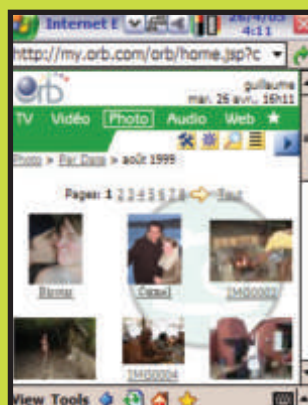 Internet E
26/4/05
4:11
http://my.orb.com/orb/home.jsp?c
Orb
guillaume
mar. 26 avr., 16h11
TV Vidéo Photo Audio Web
Photo > Par Date > août 1999
Pages: 1 2 3 4 5 6 7 8 Tout
IMG0002
IMG0004
View Tools